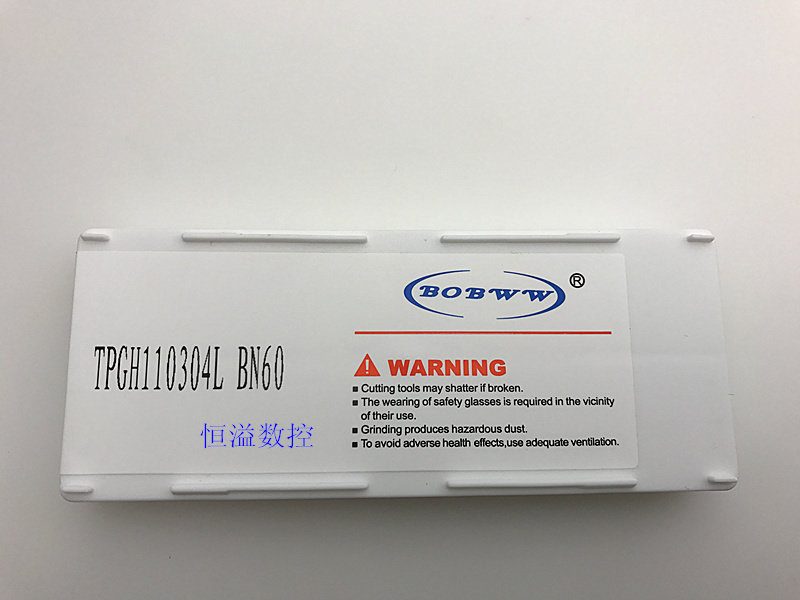 BOBWW®
TPGH110304L BN60
恒溢数控
WARNING
■ Cutting tools may shatter if broken.
■ The wearing of safety glasses is required in the vicinity
of their use.
■ Grinding produces hazardous dust.
■ To avoid adverse health effects,use adequate ventilation.